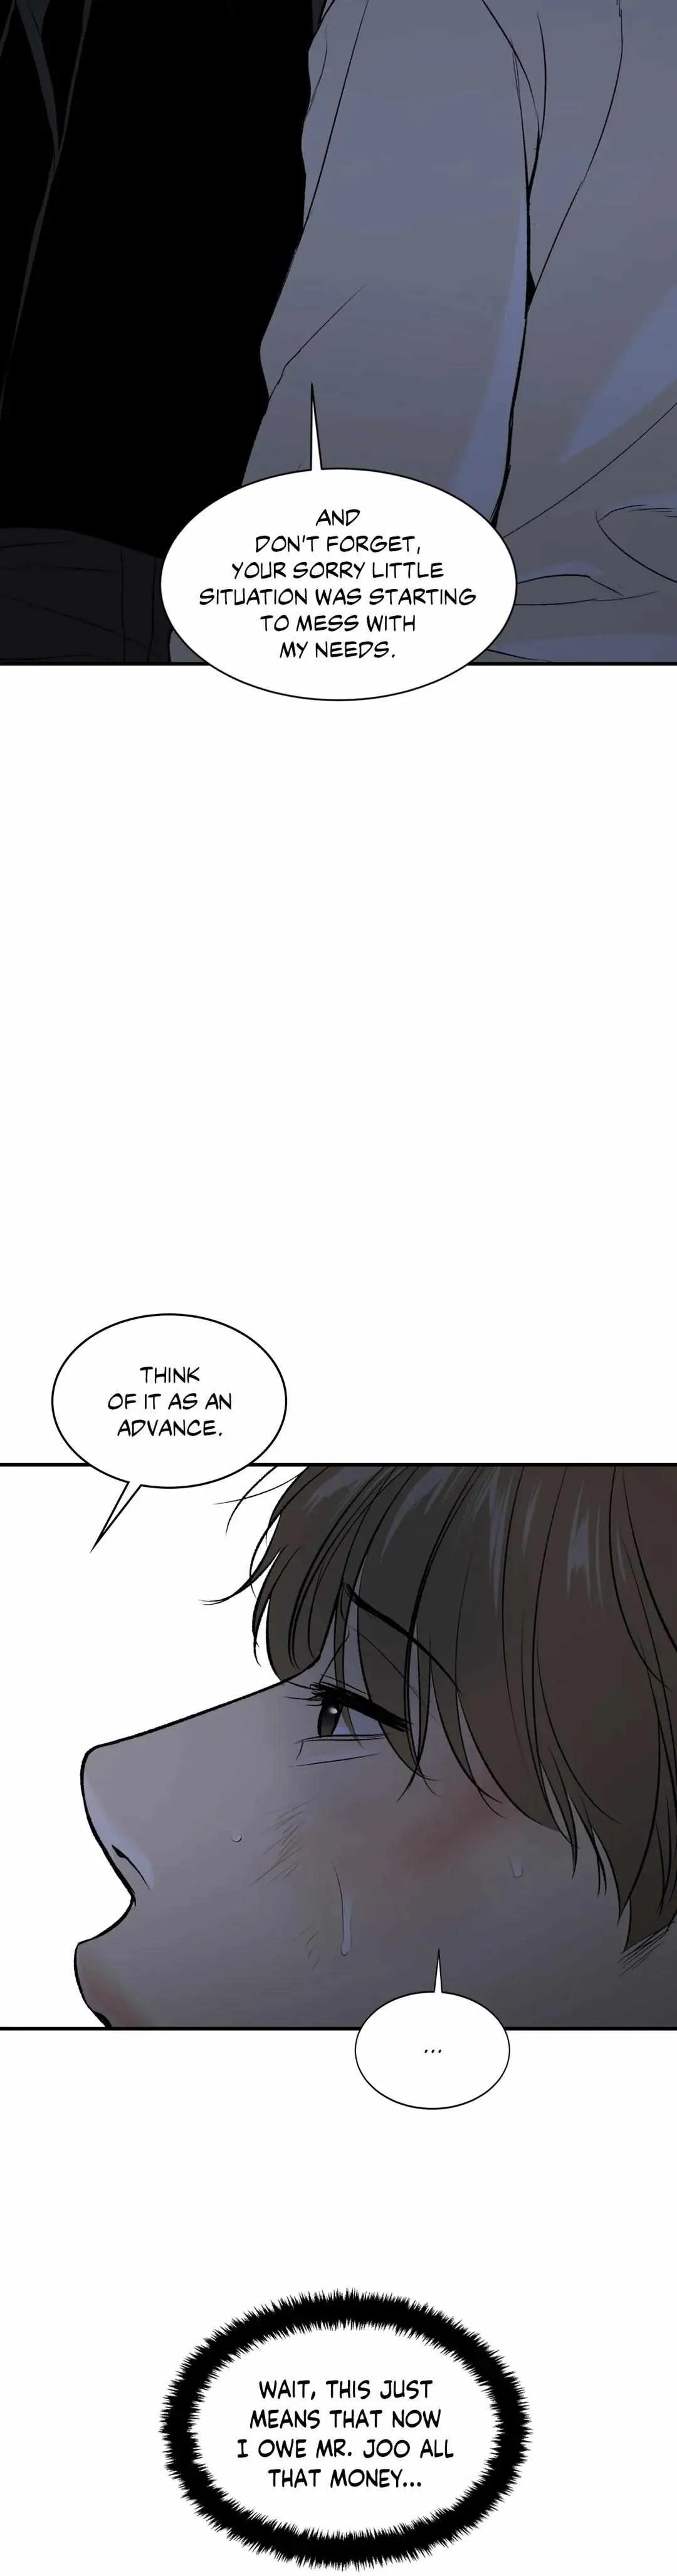 AND
DON'T FORGET,
YOUR SORRY LITTLE
SITUATION WAS STARTING
TO MESS WITH
MY NEEDS.
THINK
OF IT AS AN
ADVANCE.
...
WAIT, THIS JUST
MEANS THAT NOW
I OWE MR. JOO ALL
THAT MONEY...